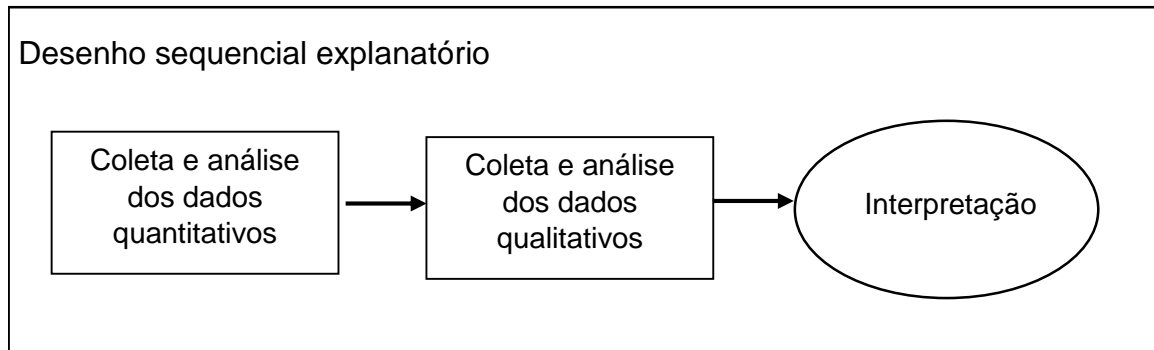 Desenho sequencial explanatório
Coleta e análise
dos dados
quantitativos
Coleta e análise
dos dados
qualitativos
Interpretação